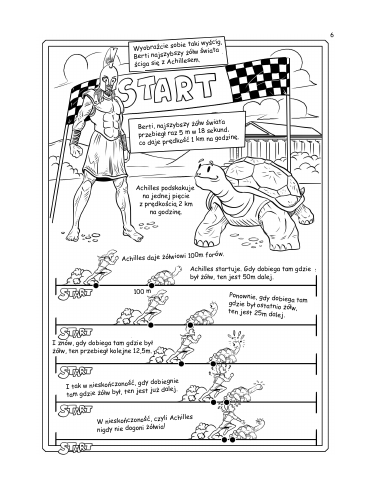 6
Wyobraźcie sobie taki wyścig,
Berti najszybszy żółw świata
ściga się z Achillesem.
START
Berti, najszybszy żółw świata
przebiegł raz 5 m w 18 sekund,
co daje prędkość 1 km na godzinę.
Achilles podskakuje
na jednej pięcie
z prędkością 2 km
na godzinę.
Achilles daje żółwiowi 100m forów.
Achilles startuje. Gdy dobiega tam gdzie
był żółw, ten jest 50m dalej.
START
100 m
Ponownie, gdy dobiega tam
gdzie był ostatnio żółw,
ten jest 25m dalej.
START
I znów, gdy dobiega tam gdzie był
żółw, ten przebiegł kolejne 12,5m.
START
I tak w nieskończoność, gdy dobiegnie
tam gdzie żółw był, ten jest już dalej.
START
W nieskończoność, czyli Achilles
nigdy nie dogoni żółwia!
START